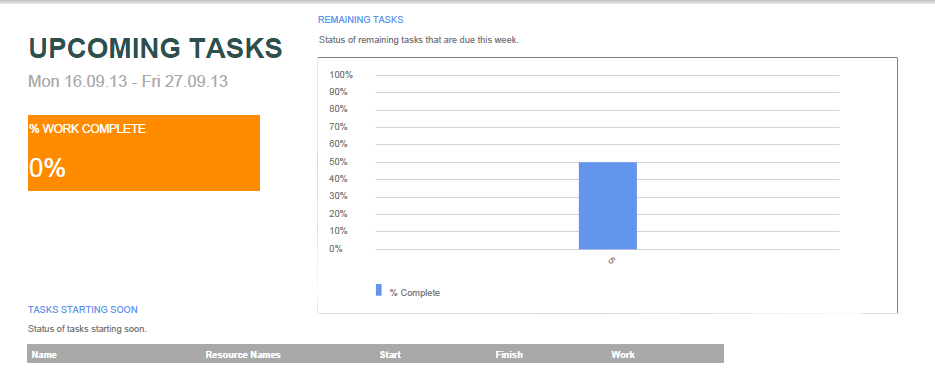 UPCOMING TASKS
Mon 16.09.13 - Fri 27.09.13
% WORK COMPLETE
0%
REMAINING TASKS
Status of remaining tasks that are due this week.
100%
90%
80%
70%
60%
50%
40%
30%
20%
10%
0%
5
% Complete
TASKS STARTING SOON
Status of tasks starting soon.
Name Resource Names Start Finish Work